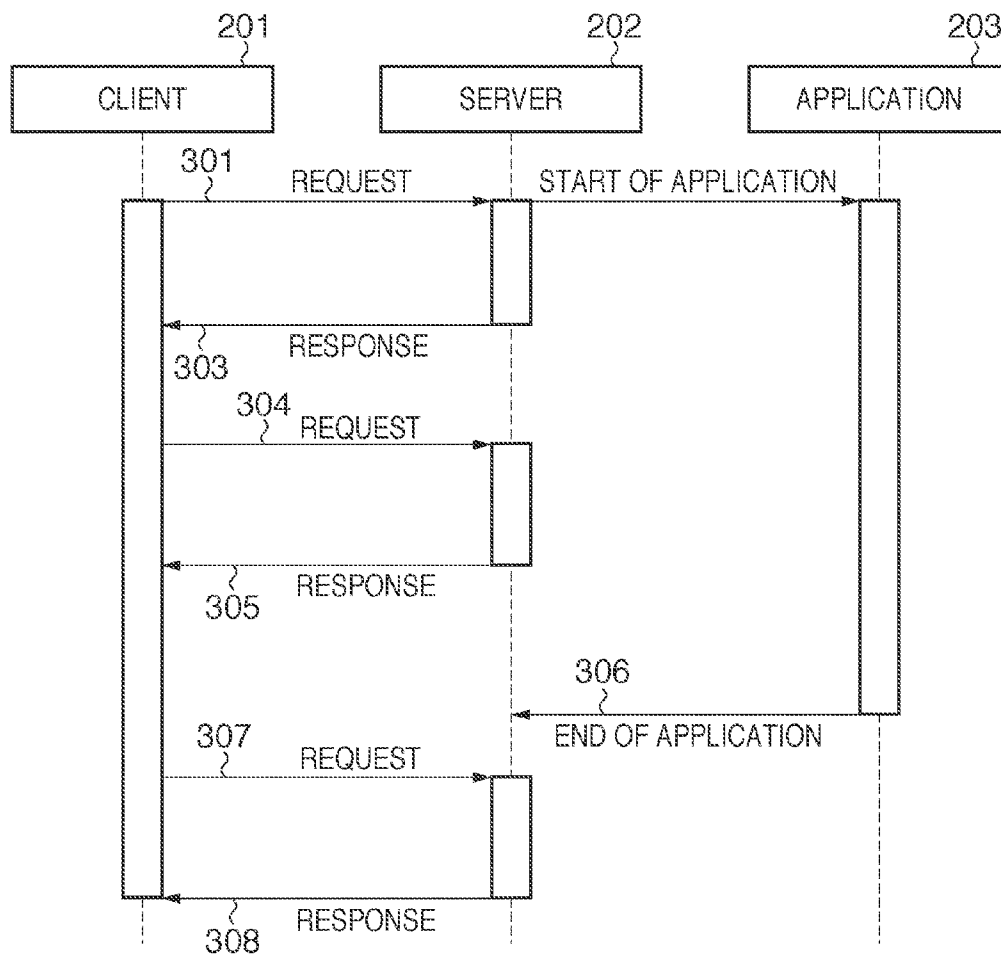 201
202
203
CLIENT
SERVER
APPLICATION
301
REQUEST
START OF APPLICATION
303
RESPONSE
304
REQUEST
305
RESPONSE
306
END OF APPLICATION
307
REQUEST
308
RESPONSE